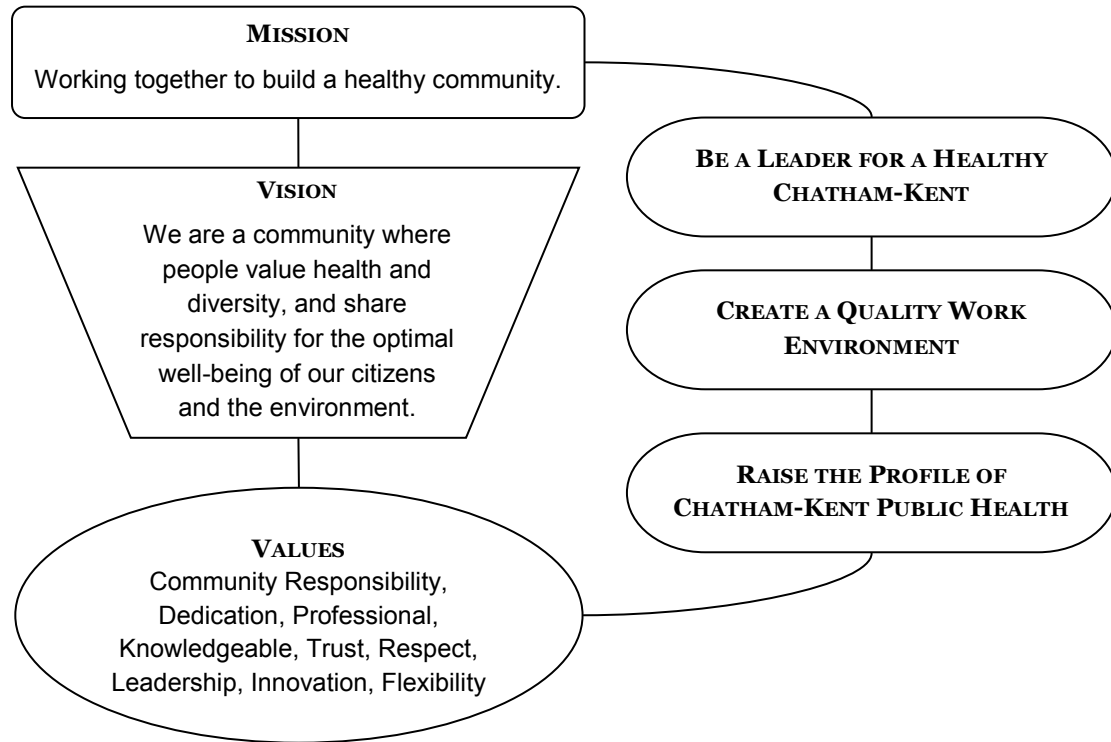 MISSION
Working together to build a healthy community.
VISION
We are a community where
people value health and
diversity, and share
responsibility for the optimal
well-being of our citizens
and the environment.
VALUES
Community Responsibility,
Dedication, Professional,
Knowledgeable, Trust, Respect,
Leadership, Innovation, Flexibility
BE A LEADER FOR A HEALTHY
CHATHAM-KENT
CREATE A QUALITY WORK
ENVIRONMENT
RAISE THE PROFILE OF
CHATHAM-KENT PUBLIC HEALTH